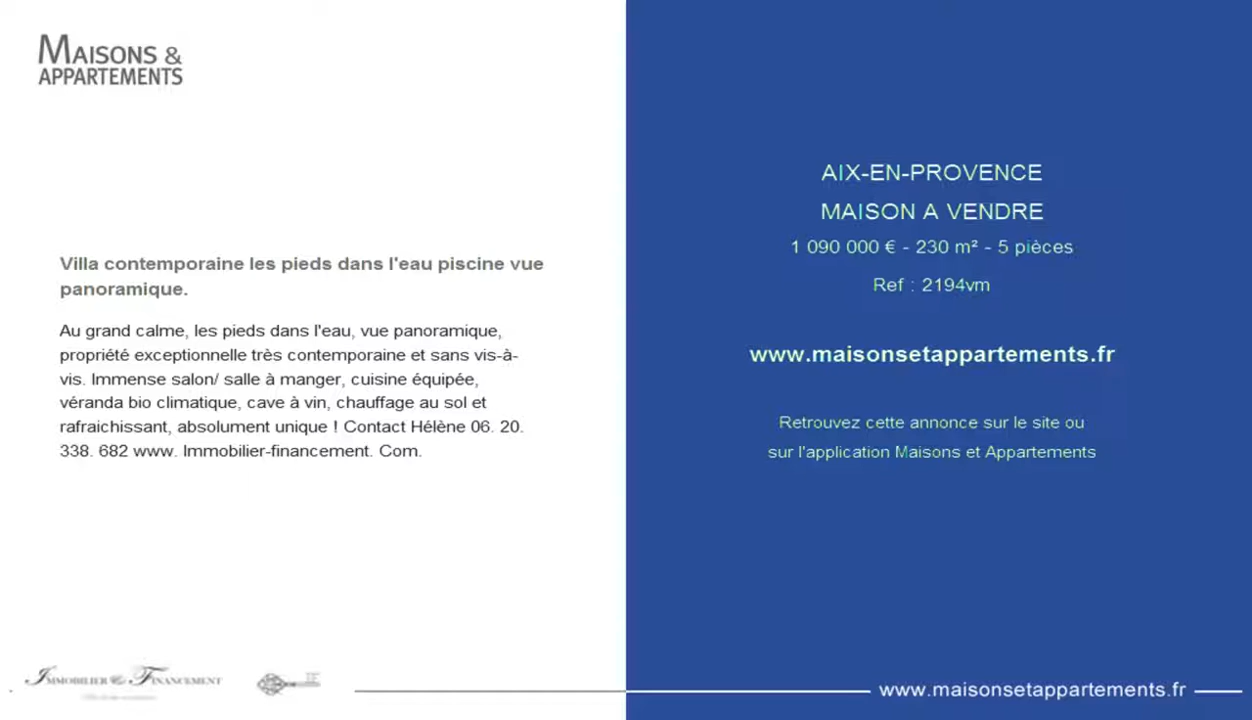 MAISONS &
APPARTEMENTS
Villa contemporaine les pieds dans l'eau piscine vue
panoramique.
Au grand calme, les pieds dans l'eau, vue panoramique,
propriété exceptionnelle très contemporaine et sans vis-à-
vis. Immense salon/ salle à manger, cuisine équipée,
véranda bio climatique, cave à vin, chauffage au sol et
rafraichissant, absolument unique ! Contact Hélène 06. 20.
338. 682 www. Immobilier-financement. Com.
IMMOBILIER & FINANCEMENT
AIX-EN-PROVENCE
MAISON A VENDRE
1 090 000 € - 230 m² - 5 pièces
Ref : 2194vm
www.maisonsetappartements.fr
Retrouvez cette annonce sur le site ou
sur l'application Maisons et Appartements
www.maisonsetappartements.fr